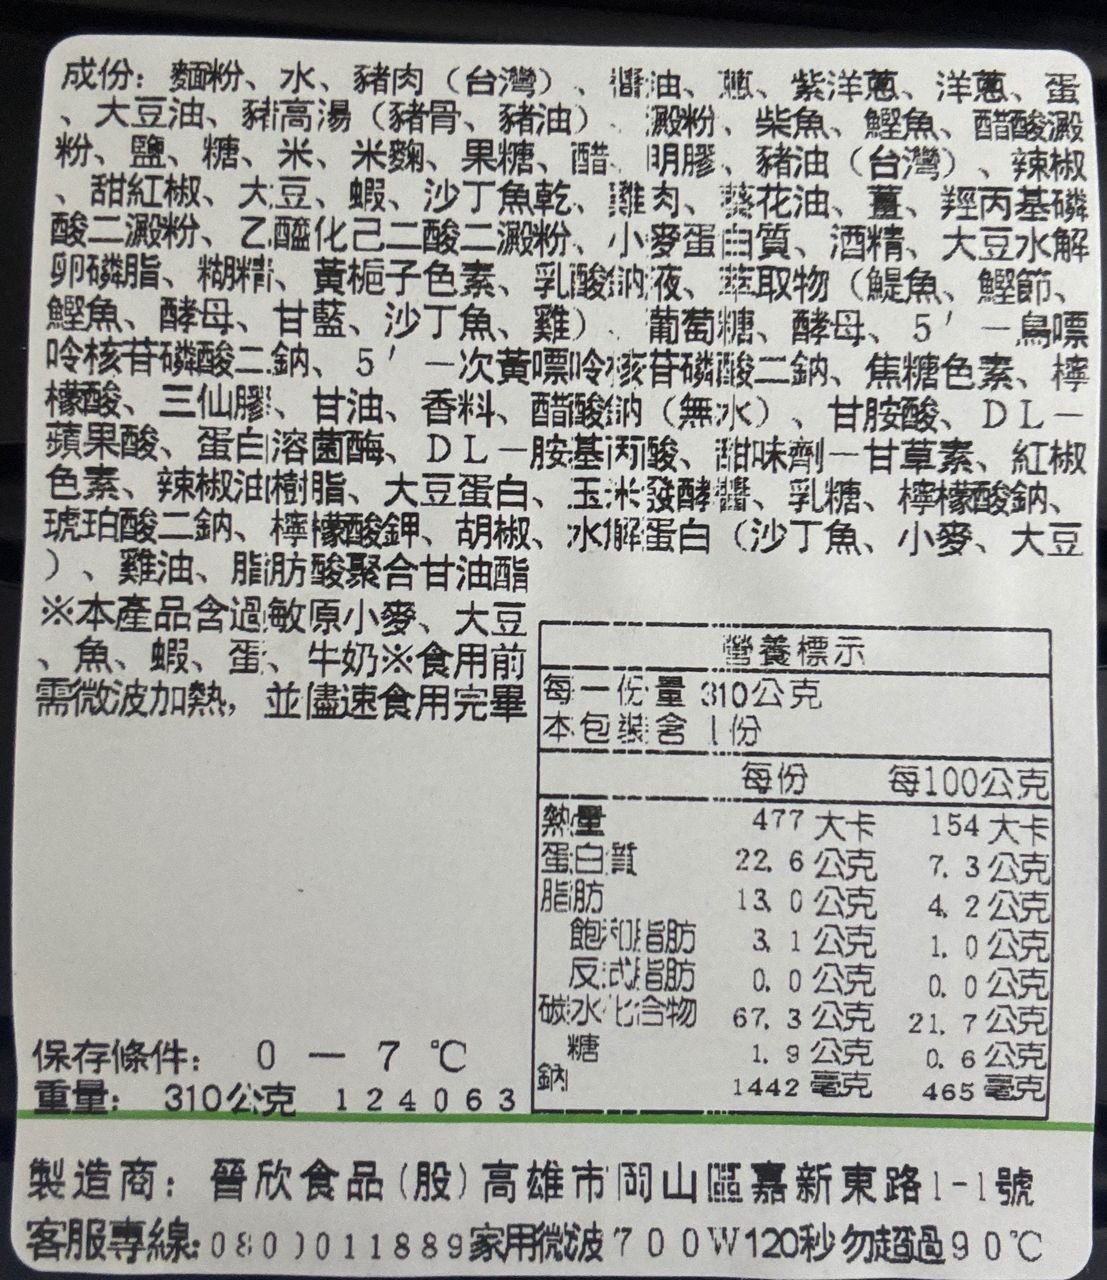 成份：麵粉、水、豬肉（台灣）、醬油、蔥、紫洋蔥、洋蔥、蛋
、大豆油、豬高湯（豬骨、豬油）、澱粉、柴魚、鰹魚、醋酸澱
粉、鹽、糖、米、米麴、果糖、醋、明膠、豬油（台灣）、辣椒
、甜紅椒、大豆、蝦、沙丁魚乾、雞肉、葵花油、薑、羥丙基磷
酸二澱粉、乙醯化己二酸二澱粉、小麥蛋白質、酒精、大豆水解
卵磷脂、糊精、黃梔子色素、乳酸鈉液、萃取物（鯷魚、鰹節、
鰹魚、酵母、甘藍、沙丁魚、雞）、葡萄糖、酵母、5′－鳥嘌
呤核苷磷酸二鈉、5′－次黃嘌呤核苷磷酸二鈉、焦糖色素、檸
檬酸、三仙膠、甘油、香料、醋酸鈉（無水）、甘胺酸、DL－
蘋果酸、蛋白溶菌酶、DL－胺基丙酸、甜味劑－甘草素、紅椒
色素、辣椒油樹脂、大豆蛋白、玉米發酵醬、乳糖、檸檬酸鈉、
琥珀酸二鈉、檸檬酸鉀、胡椒、水解蛋白（沙丁魚、小麥、大豆
）、雞油、脂肪酸聚合甘油酯
※本產品含過敏原小麥、大豆
、魚、蝦、蛋、牛奶※食用前
需微波加熱，並儘速食用完畢
營養標示
每一份量 310公克
本包裝含 1份
每份 每100公克
熱量 477 大卡 154 大卡
蛋白質 22.6 公克 7.3 公克
脂肪 13.0 公克 4.2 公克
飽和脂肪 3.1 公克 1.0 公克
反式脂肪 0.0 公克 0.0 公克
碳水化合物 67.3 公克 21.7 公克
糖 1.9 公克 0.6 公克
鈉 1442 毫克 465 毫克
保存條件： 0－7℃
重量： 310公克 124063
製造商：晉欣食品(股)高雄市岡山區嘉新東路1-1號
客服專線:0800011889家用微波700W120秒勿超過90℃